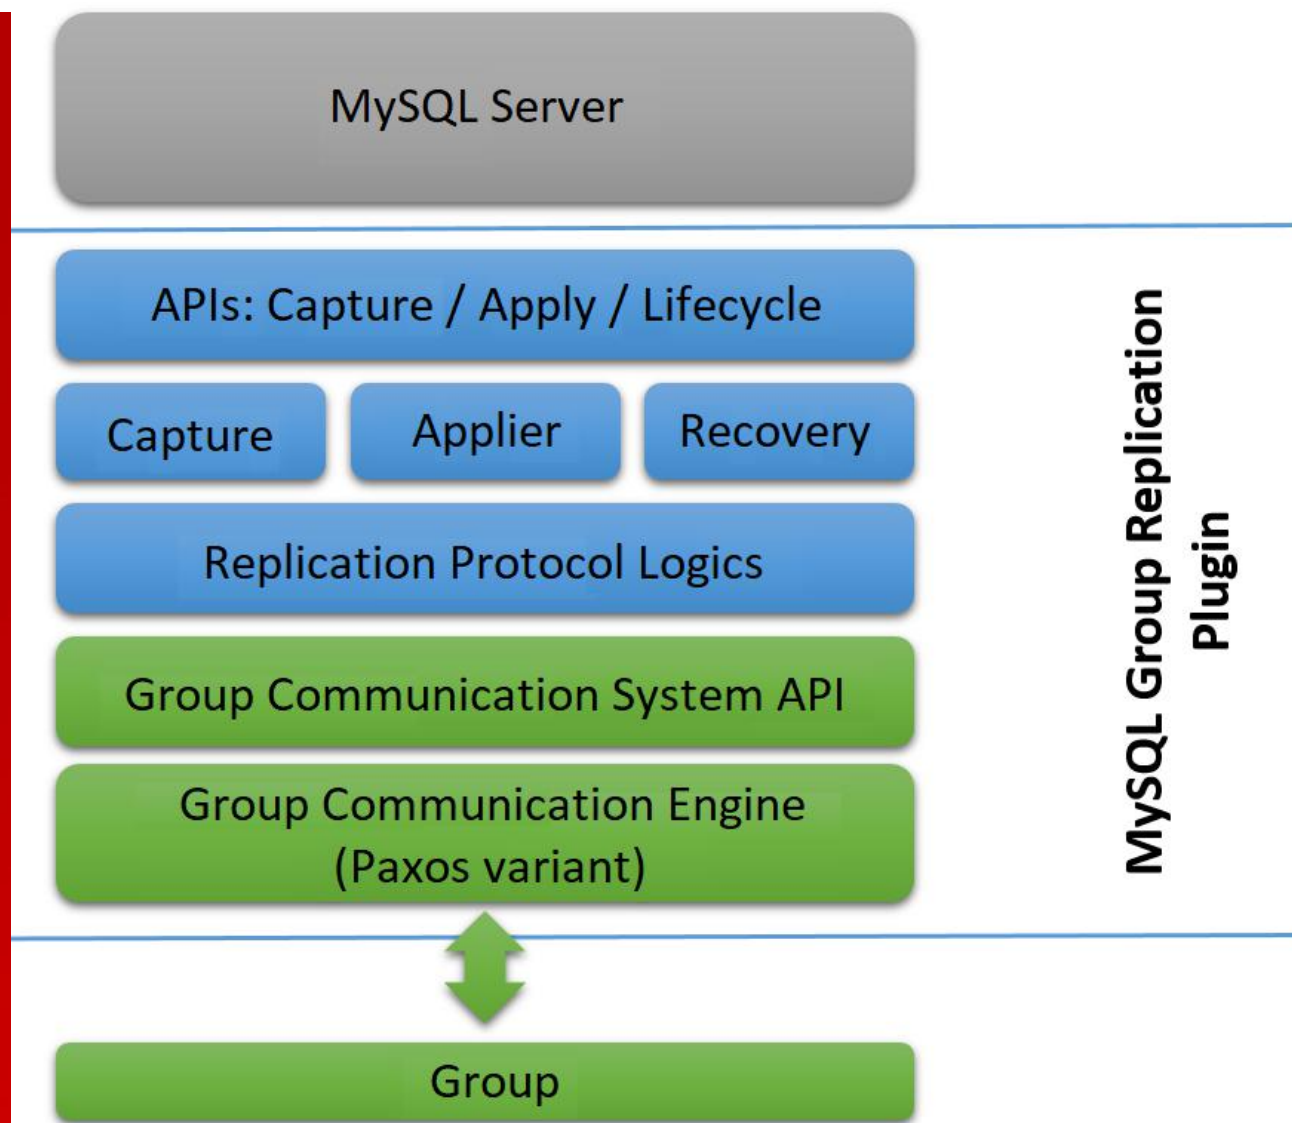 MySQL Server
APIs: Capture / Apply / Lifecycle
Capture
Applier
Recovery
Replication Protocol Logics
Group Communication System API
Group Communication Engine
(Paxos variant)
Group
MySQL Group Replication
Plugin